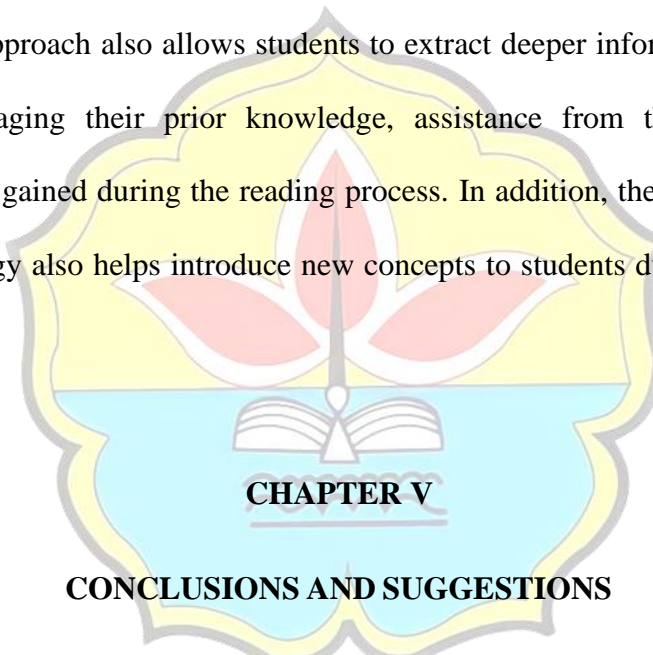 pproach also allows students to extract deeper infor
aging their prior knowledge, assistance from t
gained during the reading process. In addition, the
gy also helps introduce new concepts to students d
CHAPTER V
CONCLUSIONS AND SUGGESTIONS